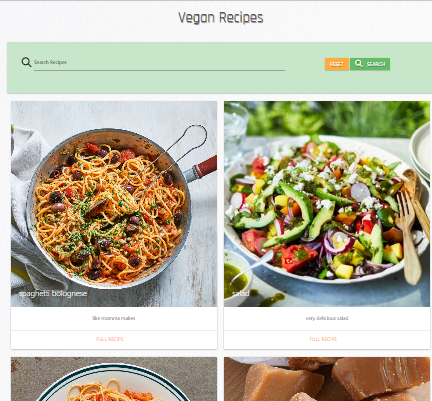 Vegan Recipes
Search Recipes
RESET
SEARCH
spaghetti bolognese
salad
like momma makes
very delicious salad
FULL RECIPE
FULL RECIPE